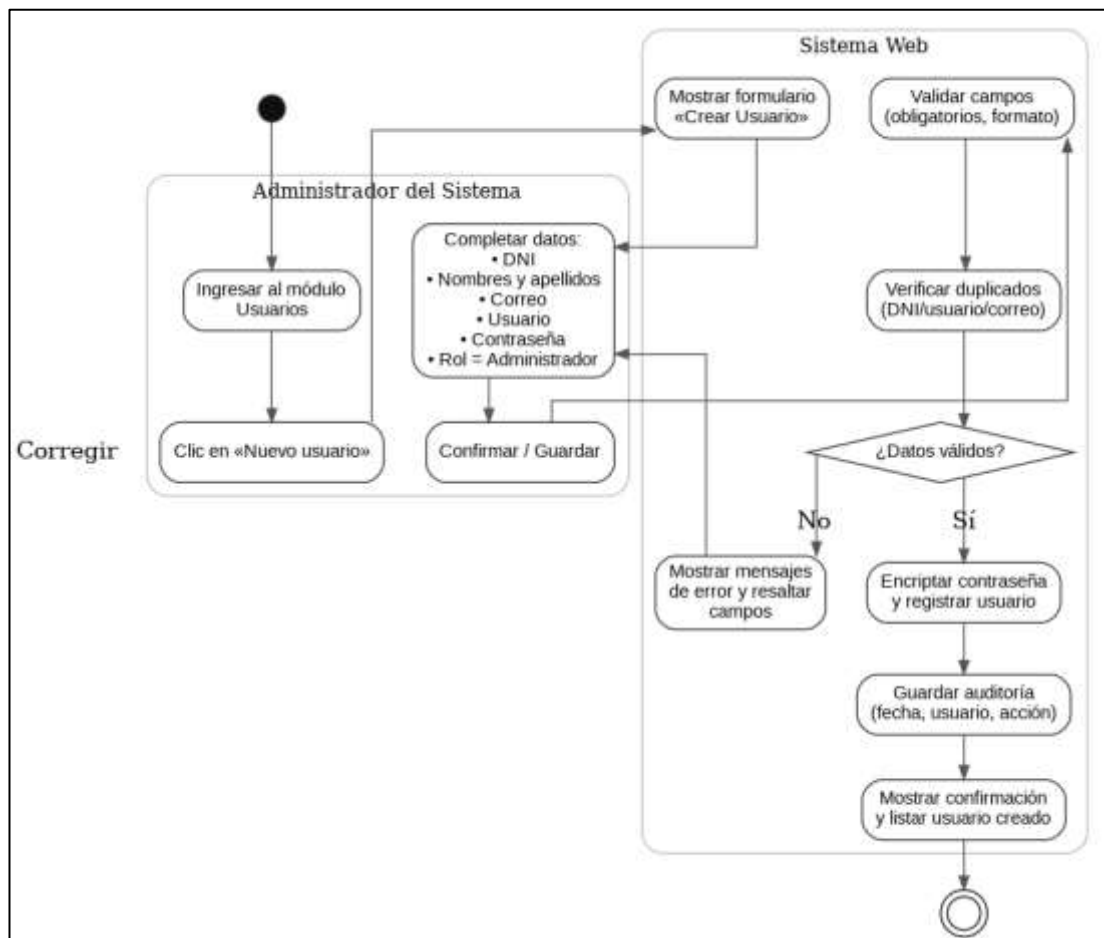 Sistema Web
Mostrar formulario
«Crear Usuario»
Validar campos
(obligatorios, formato)
Administrador del Sistema
Completar datos:
• DNI
• Nombres y apellidos
• Correo
• Usuario
• Contraseña
• Rol = Administrador
Ingresar al módulo
Usuarios
Verificar duplicados
(DNI/usuario/correo)
Corregir
Clic en «Nuevo usuario»
Confirmar / Guardar
¿Datos válidos?
No
Sí
Mostrar mensajes
de error y resaltar
campos
Encriptar contraseña
y registrar usuario
Guardar auditoría
(fecha, usuario, acción)
Mostrar confirmación
y listar usuario creado